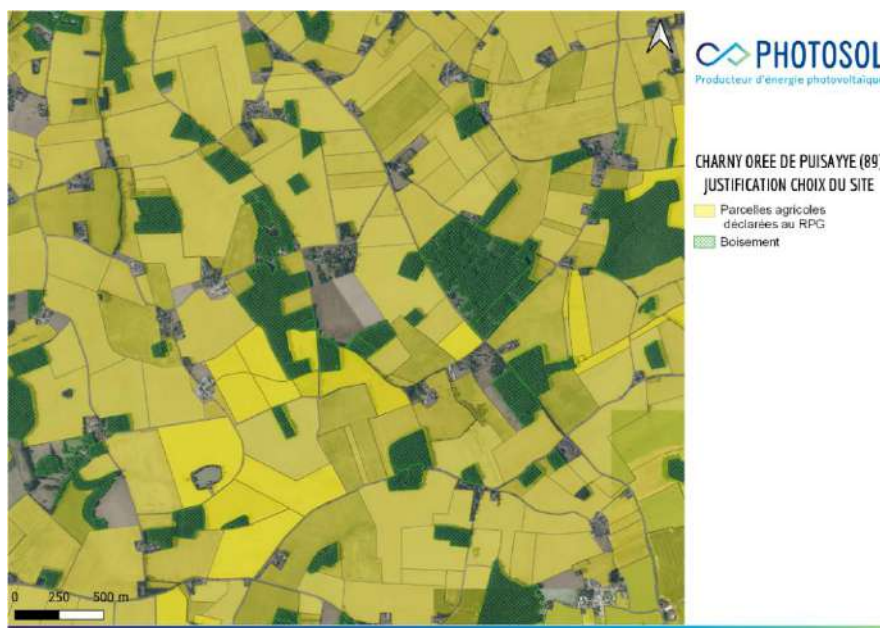 PHOTOSOL
Producteur d'énergie photovoltaïque
CHARNY OREE DE PUISAYYE (89)
JUSTIFICATION CHOIX DU SITE
Parcelles agricoles
déclarées au RPG
Boisement
0 250 500 m